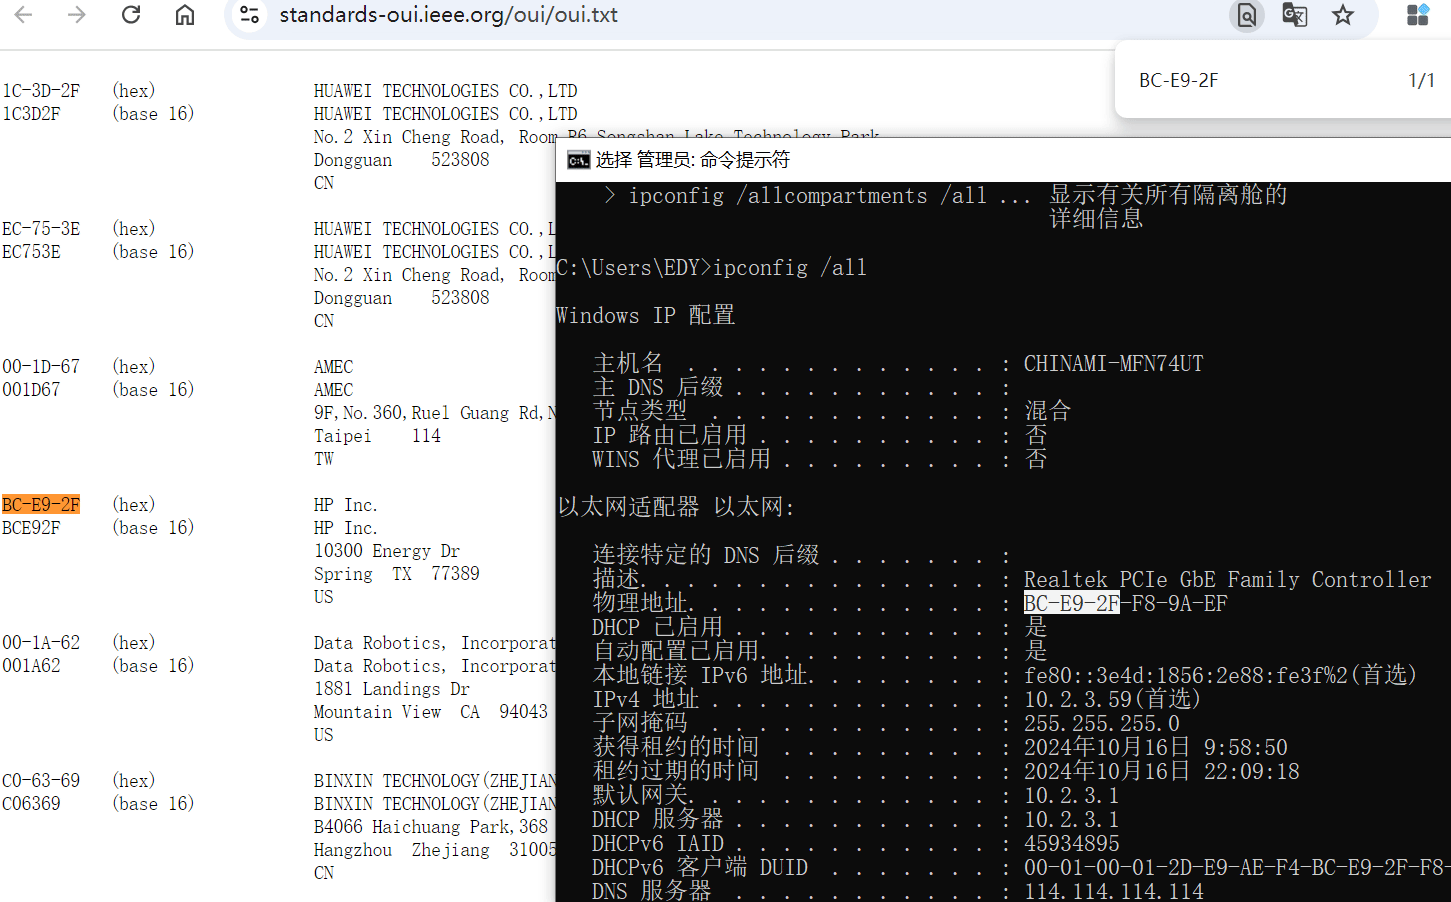 standards-oui.ieee.org/oui/oui.txt
BC-E9-2F 1/1
1C-3D-2F (hex) HUAWEI TECHNOLOGIES CO.,LTD
1C3D2F (base 16) HUAWEI TECHNOLOGIES CO.,LTD
No.2 Xin Cheng Road, Room R6,Songshan Lake Technology Park
Dongguan 523808
CN
EC-75-3E (hex) HUAWEI TECHNOLOGIES CO.,L
EC753E (base 16) HUAWEI TECHNOLOGIES CO.,L
No.2 Xin Cheng Road, Room
Dongguan 523808
CN
00-1D-67 (hex) AMEC
001D67 (base 16) AMEC
9F,No.360,Ruel Guang Rd,N
Taipei 114
TW
BC-E9-2F (hex) HP Inc.
BCE92F (base 16) HP Inc.
10300 Energy Dr
Spring TX 77389
US
00-1A-62 (hex) Data Robotics, Incorporat
001A62 (base 16) Data Robotics, Incorporat
1881 Landings Dr
Mountain View CA 94043
US
C0-63-69 (hex) BINXIN TECHNOLOGY(ZHEJIAN
C06369 (base 16) BINXIN TECHNOLOGY(ZHEJIAN
B4066 Haichuang Park,368
Hangzhou Zhejiang 31005
CN
选择 管理员: 命令提示符
> ipconfig /allcompartments /all ... 显示有关所有隔离舱的
详细信息
C:\Users\EDY>ipconfig /all
Windows IP 配置
主机名 . . . . . . . . . . . . . : CHINAMI-MFN74UT
主 DNS 后缀 . . . . . . . . . . . :
节点类型 . . . . . . . . . . . . : 混合
IP 路由已启用 . . . . . . . . . . : 否
WINS 代理已启用 . . . . . . . . . : 否
以太网适配器 以太网:
连接特定的 DNS 后缀 . . . . . . . :
描述. . . . . . . . . . . . . . . : Realtek PCIe GbE Family Controller
物理地址. . . . . . . . . . . . . : BC-E9-2F-F8-9A-EF
DHCP 已启用 . . . . . . . . . . . : 是
自动配置已启用. . . . . . . . . . : 是
本地链接 IPv6 地址. . . . . . . . : fe80::3e4d:1856:2e88:fe3f%2(首选)
IPv4 地址 . . . . . . . . . . . . : 10.2.3.59(首选)
子网掩码 . . . . . . . . . . . . : 255.255.255.0
获得租约的时间 . . . . . . . . . : 2024年10月16日 9:58:50
租约过期的时间 . . . . . . . . . : 2024年10月16日 22:09:18
默认网关. . . . . . . . . . . . . : 10.2.3.1
DHCP 服务器 . . . . . . . . . . . : 10.2.3.1
DHCPv6 IAID . . . . . . . . . . . : 45934895
DHCPv6 客户端 DUID . . . . . . . : 00-01-00-01-2D-E9-AE-F4-BC-E9-2F-F8-
DNS 服务器 . . . . . . . . . . . : 114.114.114.114